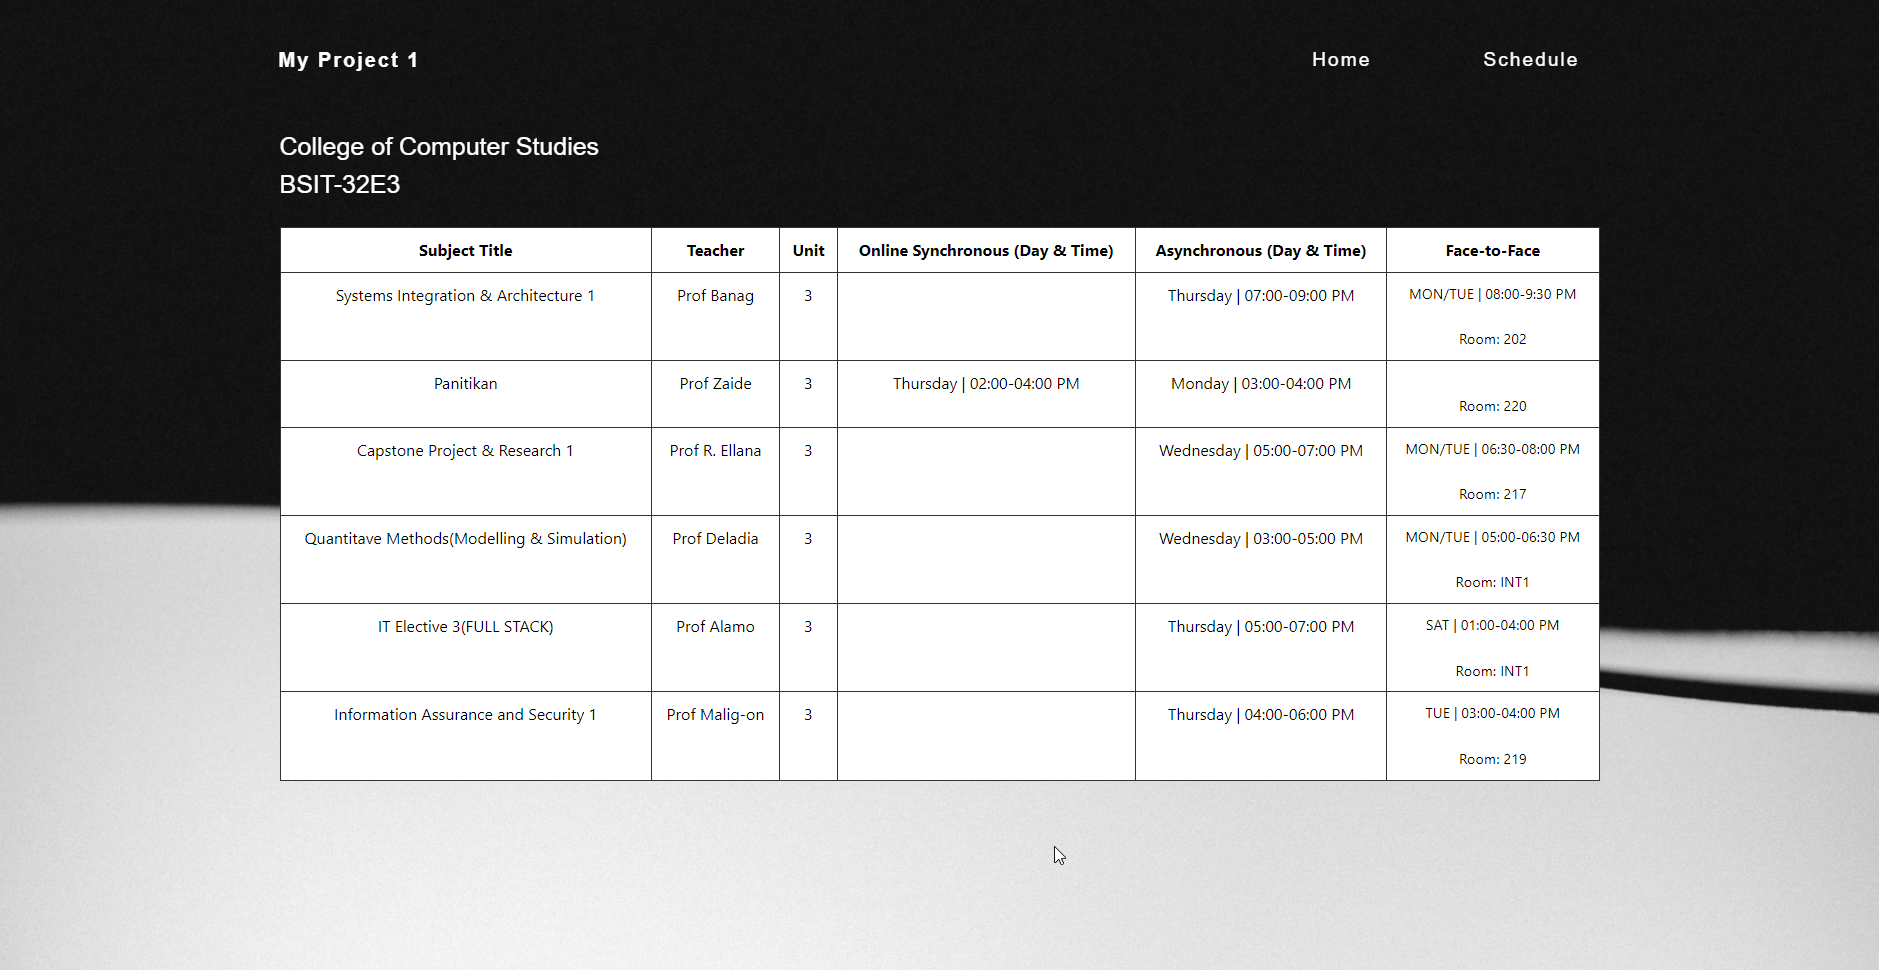 My Project 1 Home Schedule
College of Computer Studies
BSIT-32E3
Subject Title Teacher Unit Online Synchronous (Day & Time) Asynchronous (Day & Time) Face-to-Face
Systems Integration & Architecture 1 Prof Banag 3 Thursday | 07:00-09:00 PM MON/TUE | 08:00-9:30 PM
Room: 202
Panitikan Prof Zaide 3 Thursday | 02:00-04:00 PM Monday | 03:00-04:00 PM
Room: 220
Capstone Project & Research 1 Prof R. Ellana 3 Wednesday | 05:00-07:00 PM MON/TUE | 06:30-08:00 PM
Room: 217
Quantitave Methods(Modelling & Simulation) Prof Deladia 3 Wednesday | 03:00-05:00 PM MON/TUE | 05:00-06:30 PM
Room: INT1
IT Elective 3(FULL STACK) Prof Alamo 3 Thursday | 05:00-07:00 PM SAT | 01:00-04:00 PM
Room: INT1
Information Assurance and Security 1 Prof Malig-on 3 Thursday | 04:00-06:00 PM TUE | 03:00-04:00 PM
Room: 219